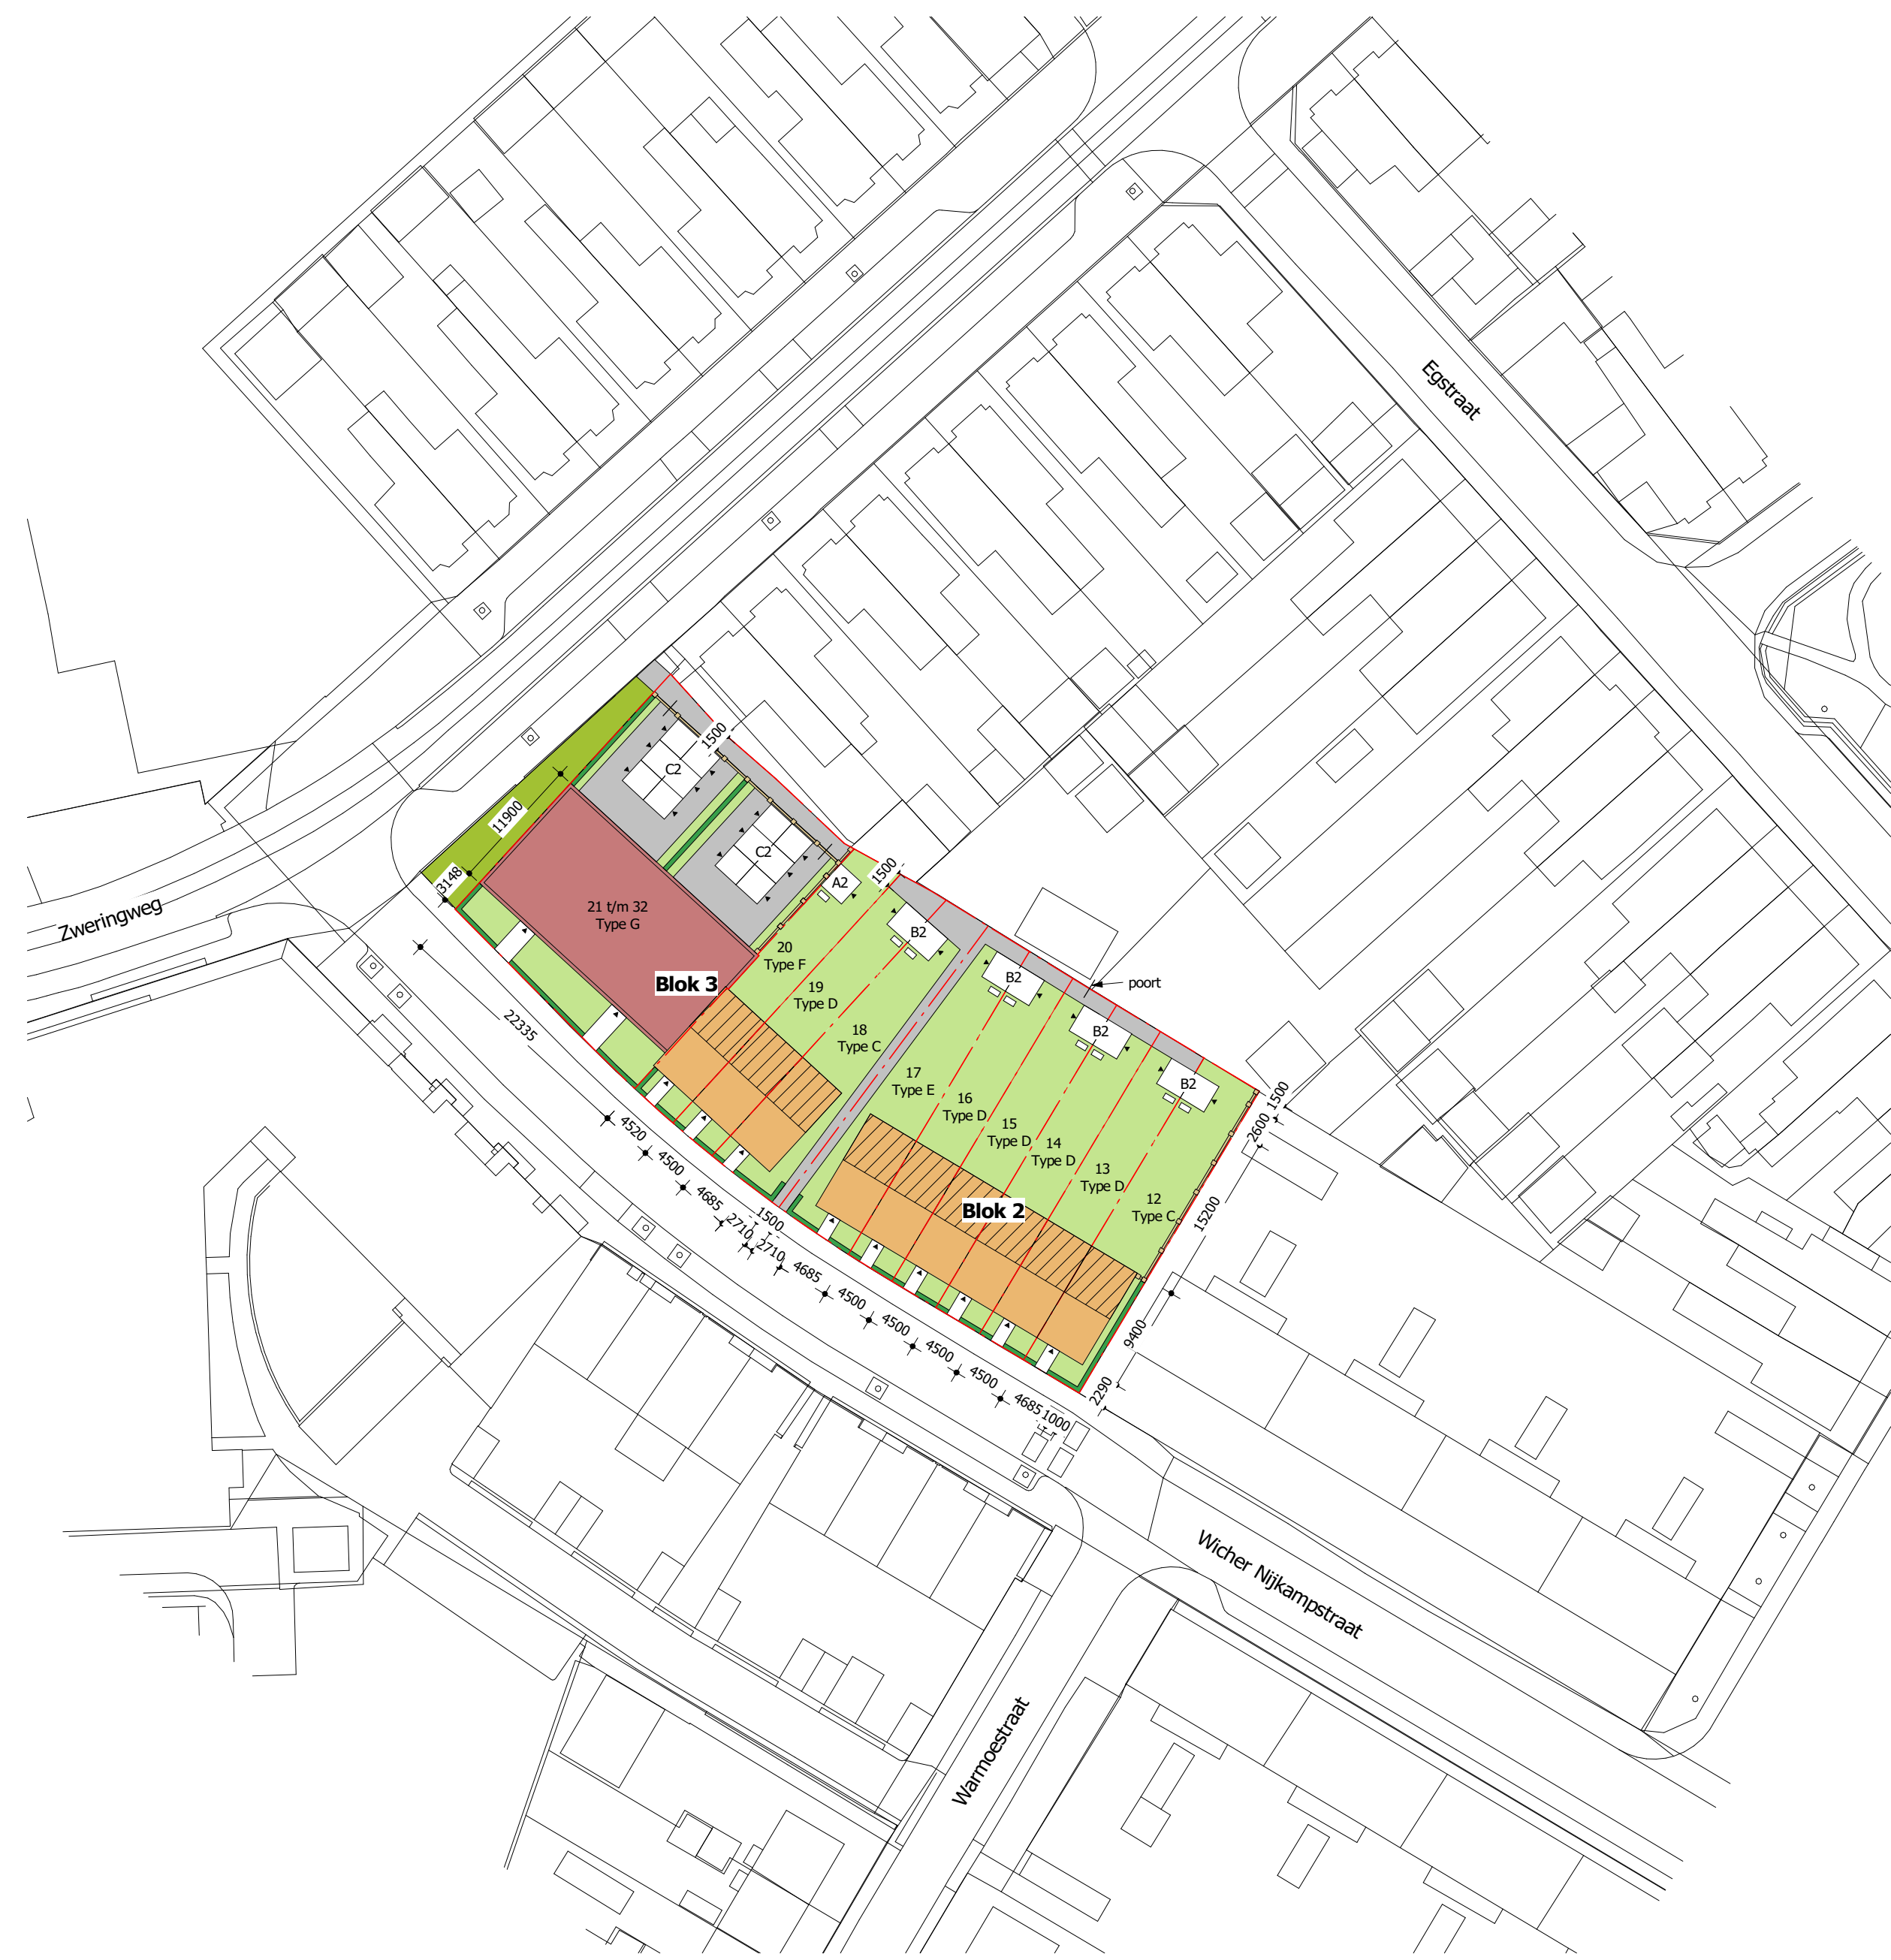 Egstraat
1500
C2
11900
C2
3148
1500
A2
Zweringweg
21 t/m 32
Type G
B2
20
Type F
B2
poort
Blok 3
19
Type D
22335
18
Type C
B2
17
Type E
B2
16
Type D
1500
15
Type D
2600
14
Type D
4520
13
Type D
4500
12
Type C
4685
Blok 2
15200
1500
2710
2710
4685
4500
4500
9400
4500
4500
2290
4685
1000
Wicher Nijkampstraat
Warmoestraat